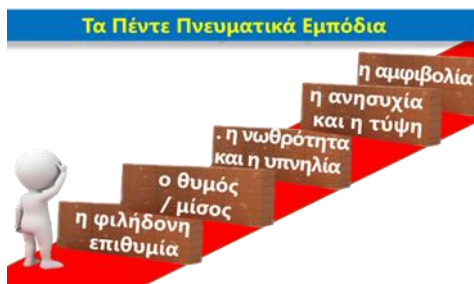 Τα Πέντε Πνευματικά Εμπόδια
η αμφιβολία
η ανησυχία
και η τύψη
. η νωθρότητα
και η υπνηλία
ο θυμός
/ μίσος
η φιλήδονη
επιθυμία